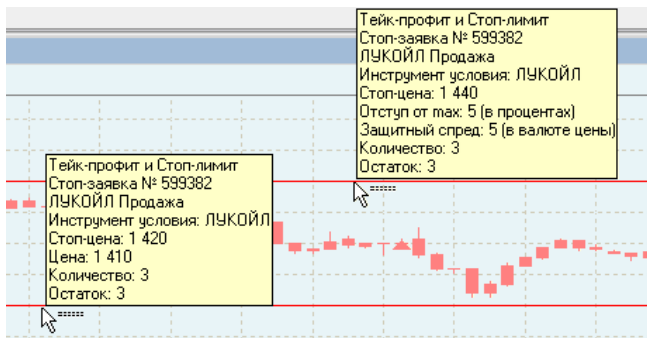 Тейк-профит и Стоп-лимит
Стоп-заявка № 599382
ЛУКОЙЛ Продажа
Инструмент условия: ЛУКОЙЛ
Стоп-цена: 1 440
Отступ от max: 5 (в процентах)
Защитный спред: 5 (в валюте цены)
Количество: 3
Остаток: 3
Тейк-профит и Стоп-лимит
Стоп-заявка № 599382
ЛУКОЙЛ Продажа
Инструмент условия: ЛУКОЙЛ
Стоп-цена: 1 420
Цена: 1 410
Количество: 3
Остаток: 3